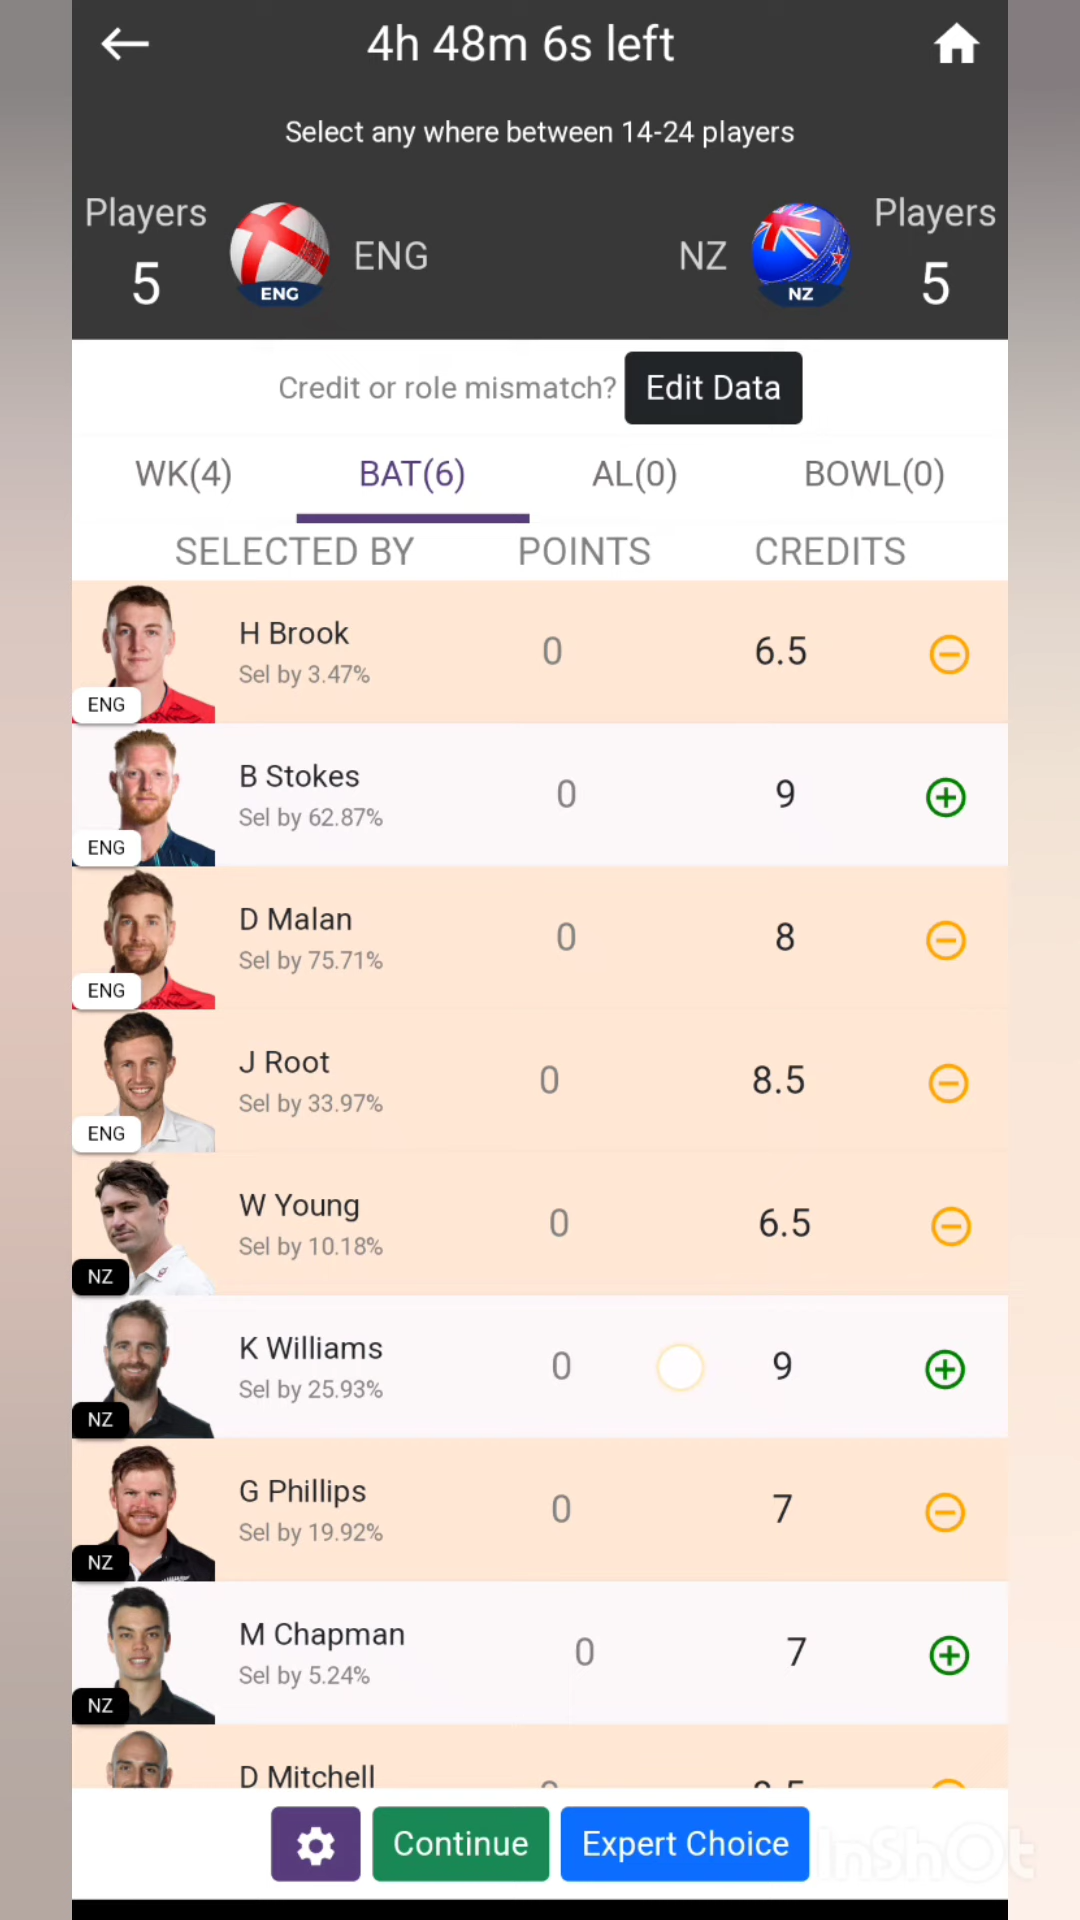 4h 48m 6s left
Select any where between 14-24 players
Players
5
ENG
ENG
NZ
NZ
Players
5
Credit or role mismatch? Edit Data
WK(4) BAT(6) AL(0) BOWL(0)
SELECTED BY POINTS CREDITS
H Brook
Sel by 3.47%
0 6.5
ENG
B Stokes
Sel by 62.87%
0 9
ENG
D Malan
Sel by 75.71%
0 8
ENG
J Root
Sel by 33.97%
0 8.5
ENG
W Young
Sel by 10.18%
0 6.5
NZ
K Williams
Sel by 25.93%
0 9
NZ
G Phillips
Sel by 19.92%
0 7
NZ
M Chapman
Sel by 5.24%
0 7
NZ
D Mitchell
Continue Expert Choice
InShOt